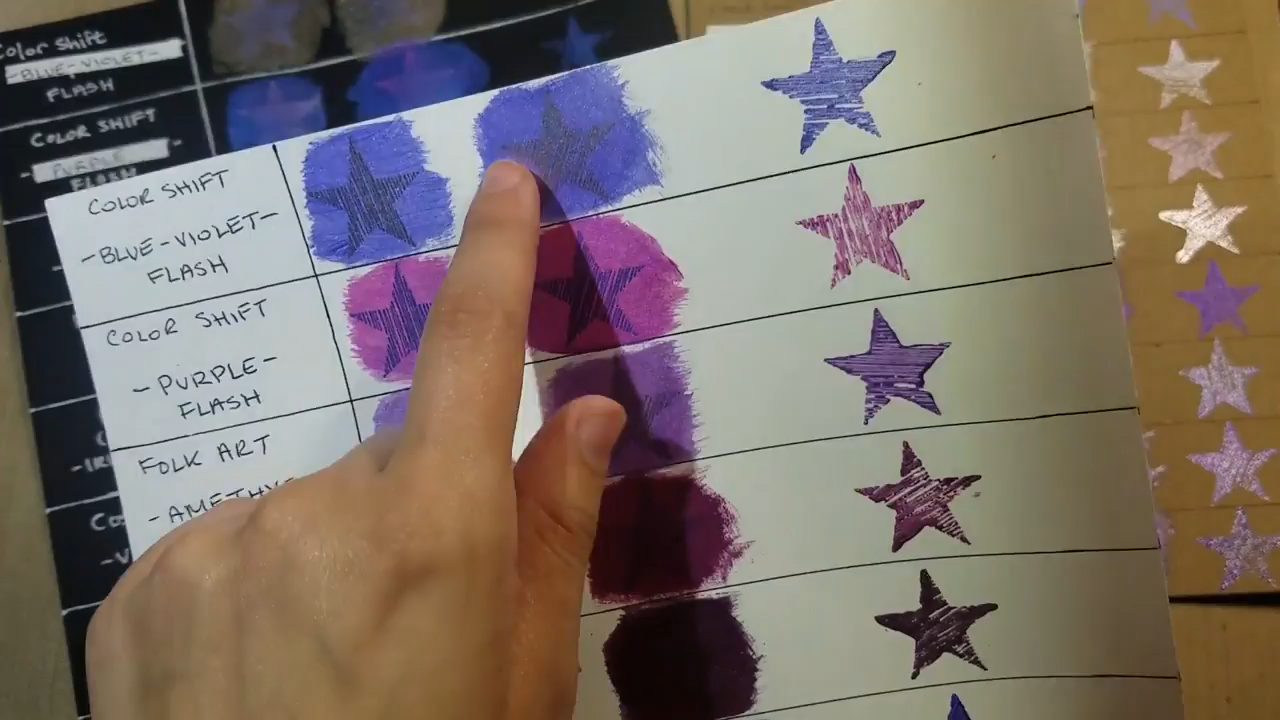 Color Shift
-BLUE-VIOLET-
FLASH
COLOR SHIFT
-PURPLE-
FLASH
COLOR SHIFT
-BLUE-VIOLET-
FLASH
COLOR SHIFT
-PURPLE-
FLASH
FOLK ART